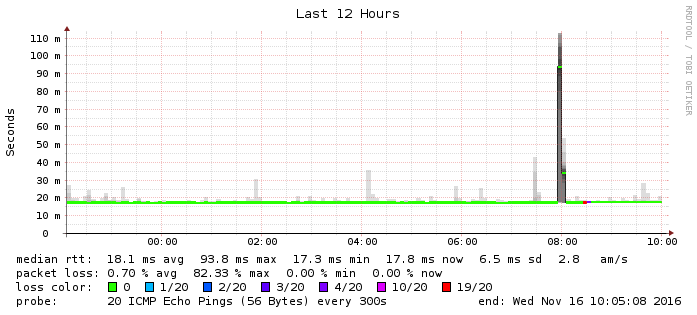 Last 12 Hours
RRDTOOL / TOBI OETIKER
Seconds
110 m
100 m
90 m
80 m
70 m
60 m
50 m
40 m
30 m
20 m
10 m
0
00:00 02:00 04:00 06:00 08:00 10:00
median rtt: 18.1 ms avg 93.8 ms max 17.3 ms min 17.8 ms now 6.5 ms sd 2.8 am/s
packet loss: 0.70 % avg 82.33 % max 0.00 % min 0.00 % now
loss color: 0 1/20 2/20 3/20 4/20 10/20 19/20
probe: 20 ICMP Echo Pings (56 Bytes) every 300s end: Wed Nov 16 10:05:08 2016